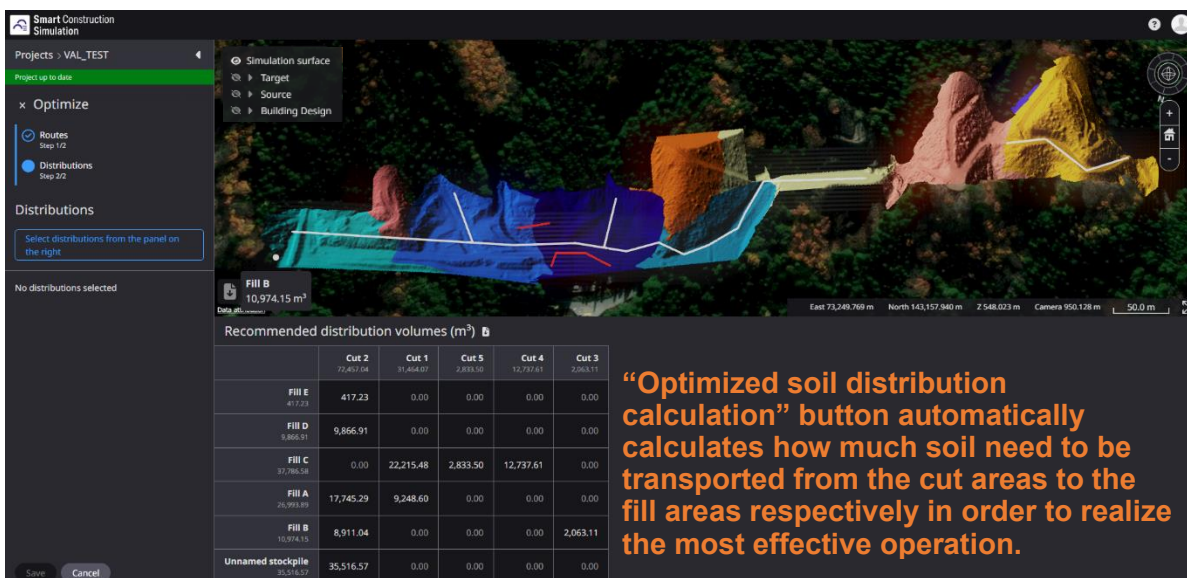 Smart Construction
Simulation
Projects > VAL_TEST
Project up to date
× Optimize
Routes
Step 1/2
Distributions
Step 2/2
Distributions
Select distributions from the panel on
the right
No distributions selected
Save Cancel
Simulation surface
Target
Source
Building Design
N
+
-
Fill B
10,974.15 m³
East 73,249.769 m North 143,157.940 m Z 548.023 m Camera 950.128 m 50.0 m
Recommended distribution volumes (m³)
Cut 2 Cut 1 Cut 5 Cut 4 Cut 3
72,457.04 31,464.07 2,833.50 12,737.61 2,063.11
Fill E 417.23 0.00 0.00 0.00 0.00
417.23
Fill D 9,866.91 0.00 0.00 0.00 0.00
9,866.91
Fill C 0.00 22,215.48 2,833.50 12,737.61 0.00
37,786.58
Fill A 17,745.29 9,248.60 0.00 0.00 0.00
26,993.89
Fill B 8,911.04 0.00 0.00 0.00 2,063.11
10,974.15
Unnamed stockpile 35,516.57 0.00 0.00 0.00 0.00
35,516.57
“Optimized soil distribution
calculation” button automatically
calculates how much soil need to be
transported from the cut areas to the
fill areas respectively in order to realize
the most effective operation.